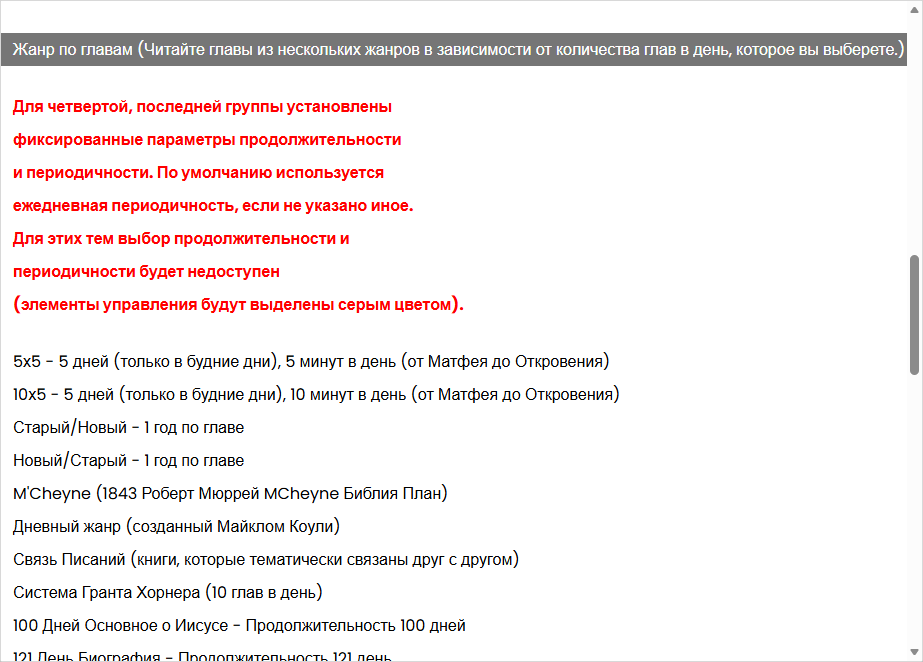 Жанр по главам (Читайте главы из нескольких жанров в зависимости от количества глав в день, которое вы выберете.)
Для четвертой, последней группы установлены
фиксированные параметры продолжительности
и периодичности. По умолчанию используется
ежедневная периодичность, если не указано иное.
Для этих тем выбор продолжительности и
периодичности будет недоступен
(элементы управления будут выделены серым цветом).
5x5 - 5 дней (только в будние дни), 5 минут в день (от Матфея до Откровения)
10x5 - 5 дней (только в будние дни), 10 минут в день (от Матфея до Откровения)
Старый/Новый - 1 год по главе
Новый/Старый - 1 год по главе
M'Cheyne (1843 Роберт Мюррей MCheyne Библия План)
Дневный жанр (созданный Майклом Коули)
Связь Писаний (книги, которые тематически связаны друг с другом)
Система Гранта Хорнера (10 глав в день)
100 Дней Основное о Иисусе - Продолжительность 100 дней
121 День Биография - Продолжительность 121 день